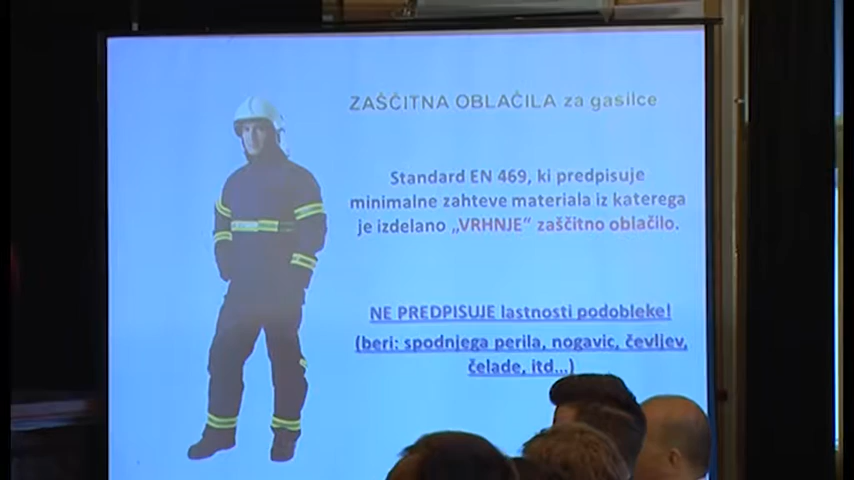 ZAŠČITNA OBLAČILA za gasilce
Standard EN 469, ki predpisuje
minimalne zahteve materiala iz katerega
je izdelano „VRHNJE“ zaščitno oblačilo.
NE PREDPISUJE lastnosti podobleke!
(beri: spodnjega perila, nogavic, čevljev,
čelade, itd...)